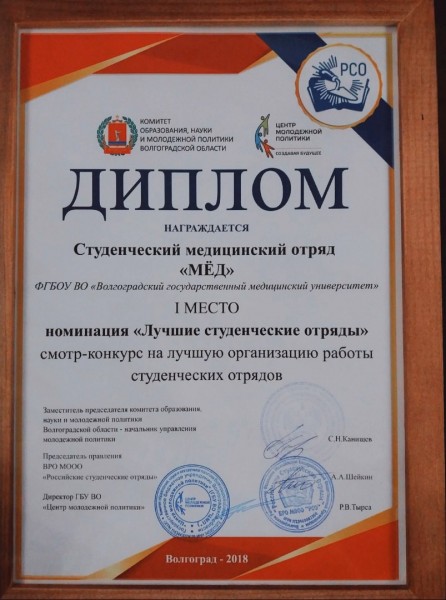 РСО
КОМИТЕТ
ОБРАЗОВАНИЯ, НАУКИ
И МОЛОДЕЖНОЙ ПОЛИТИКИ
ВОЛГОГРАДСКОЙ ОБЛАСТИ
ЦЕНТР
МОЛОДЕЖНОЙ
ПОЛИТИКИ
СОЗДАВАЯ БУДУЩЕЕ
ДИПЛОМ
НАГРАЖДАЕТСЯ
Студенческий медицинский отряд
«МЁД»
ФГБОУ ВО «Волгоградский государственный медицинский университет»
I МЕСТО
номинация «Лучшие студенческие отряды»
смотр-конкурс на лучшую организацию работы
студенческих отрядов
Заместитель председателя комитета образования,
науки и молодежной политики
Волгоградской области - начальник управления
молодежной политики
С.Н.Камышов
Председатель правления
ВРО МООО
«Российские студенческие отряды»
А.А.Шейкин
Директор ГБУ ВО
«Центр молодежной политики»
Р.В.Тырса
Волгоград - 2018